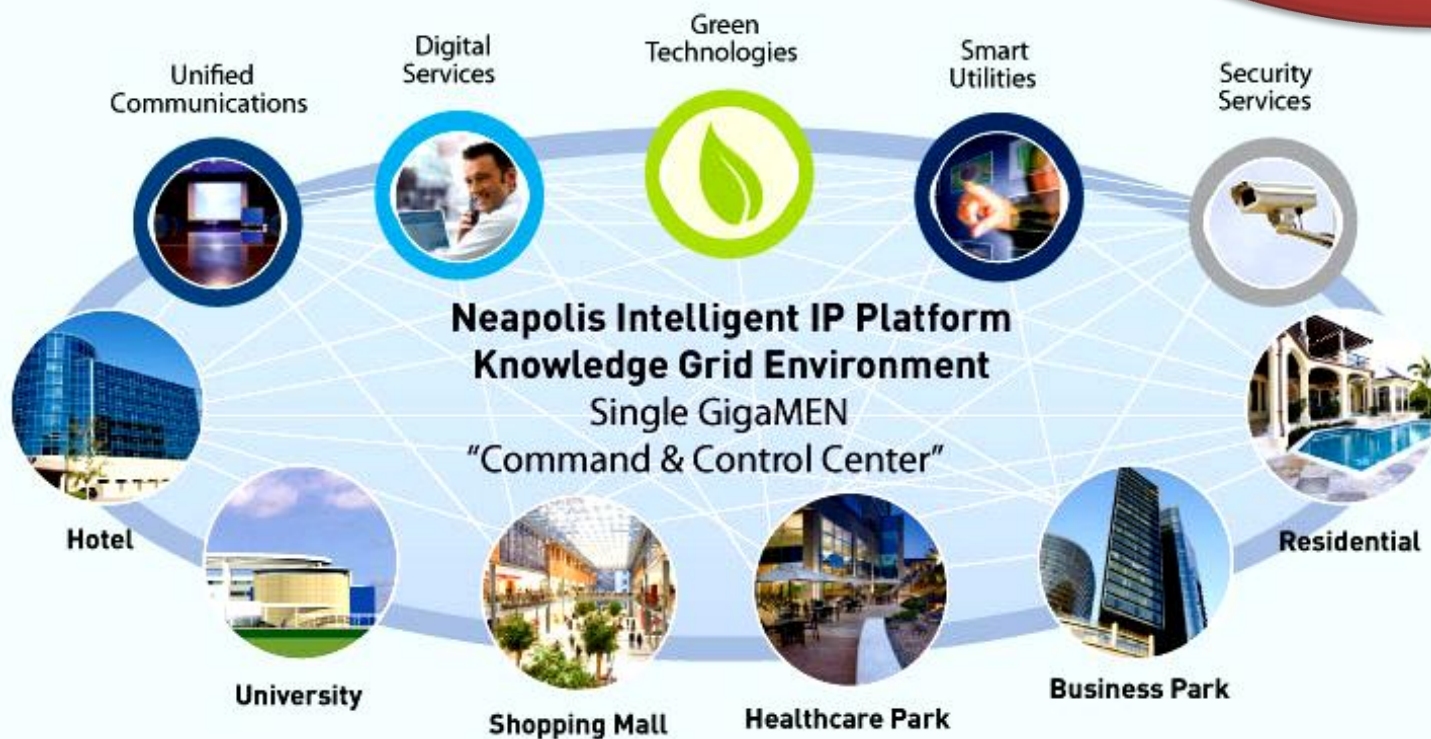 Green
Technologies
Digital
Services
Smart
Utilities
Unified
Communications
Security
Services
Neapolis Intelligent IP Platform
Knowledge Grid Environment
Single GigaMEN
“Command & Control Center”
Hotel
Residential
University
Shopping Mall
Healthcare Park
Business Park